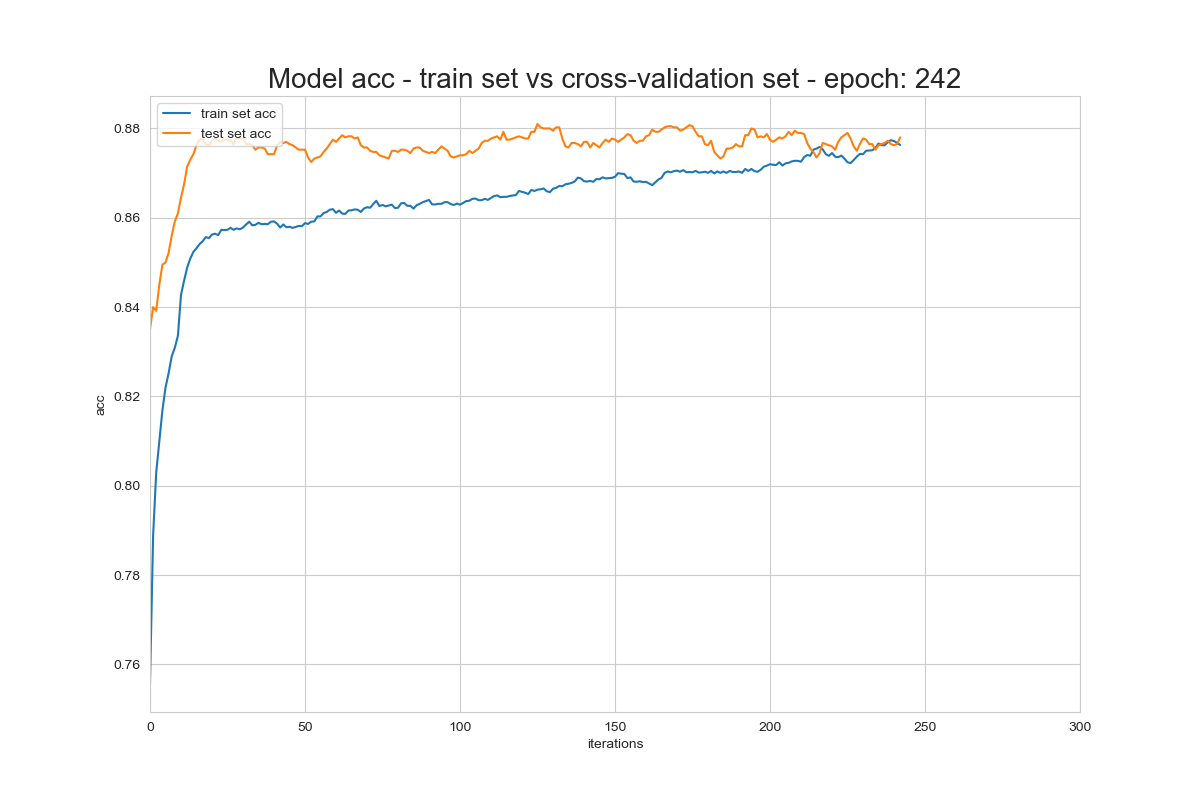 Model acc - train set vs cross-validation set - epoch: 242
train set acc
test set acc
0.88
0.86
0.84
0.82
0.80
0.78
0.76
acc
0 50 100 150 200 250 300
iterations